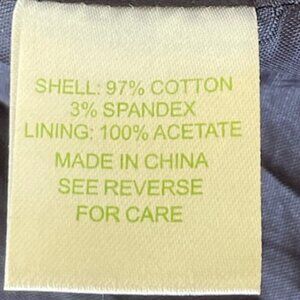 SHELL: 97% COTTON
3% SPANDEX
LINING: 100% ACETATE
MADE IN CHINA
SEE REVERSE
FOR CARE